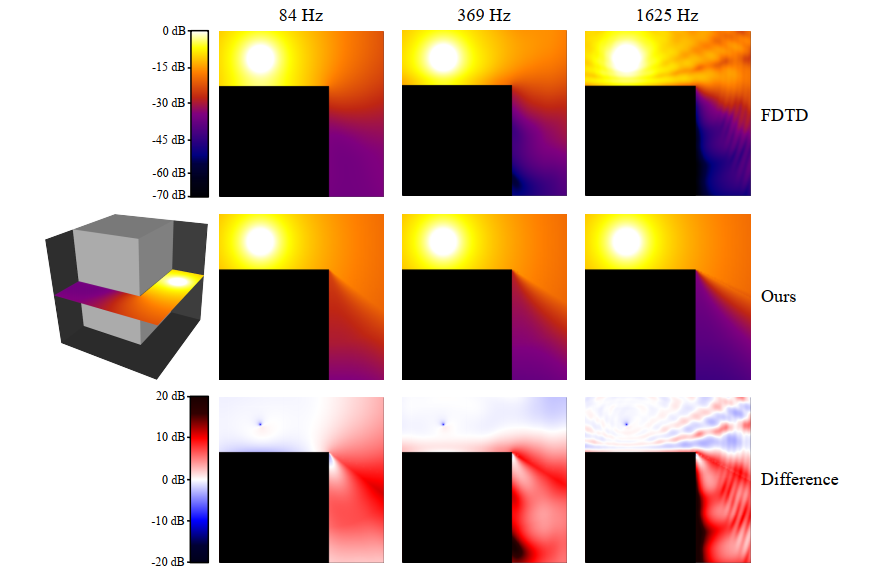 84 Hz 369 Hz 1625 Hz
0 dB
-15 dB
-30 dB
-45 dB
-60 dB
-70 dB
FDTD
Ours
20 dB
10 dB
0 dB
-10 dB
-20 dB
Difference